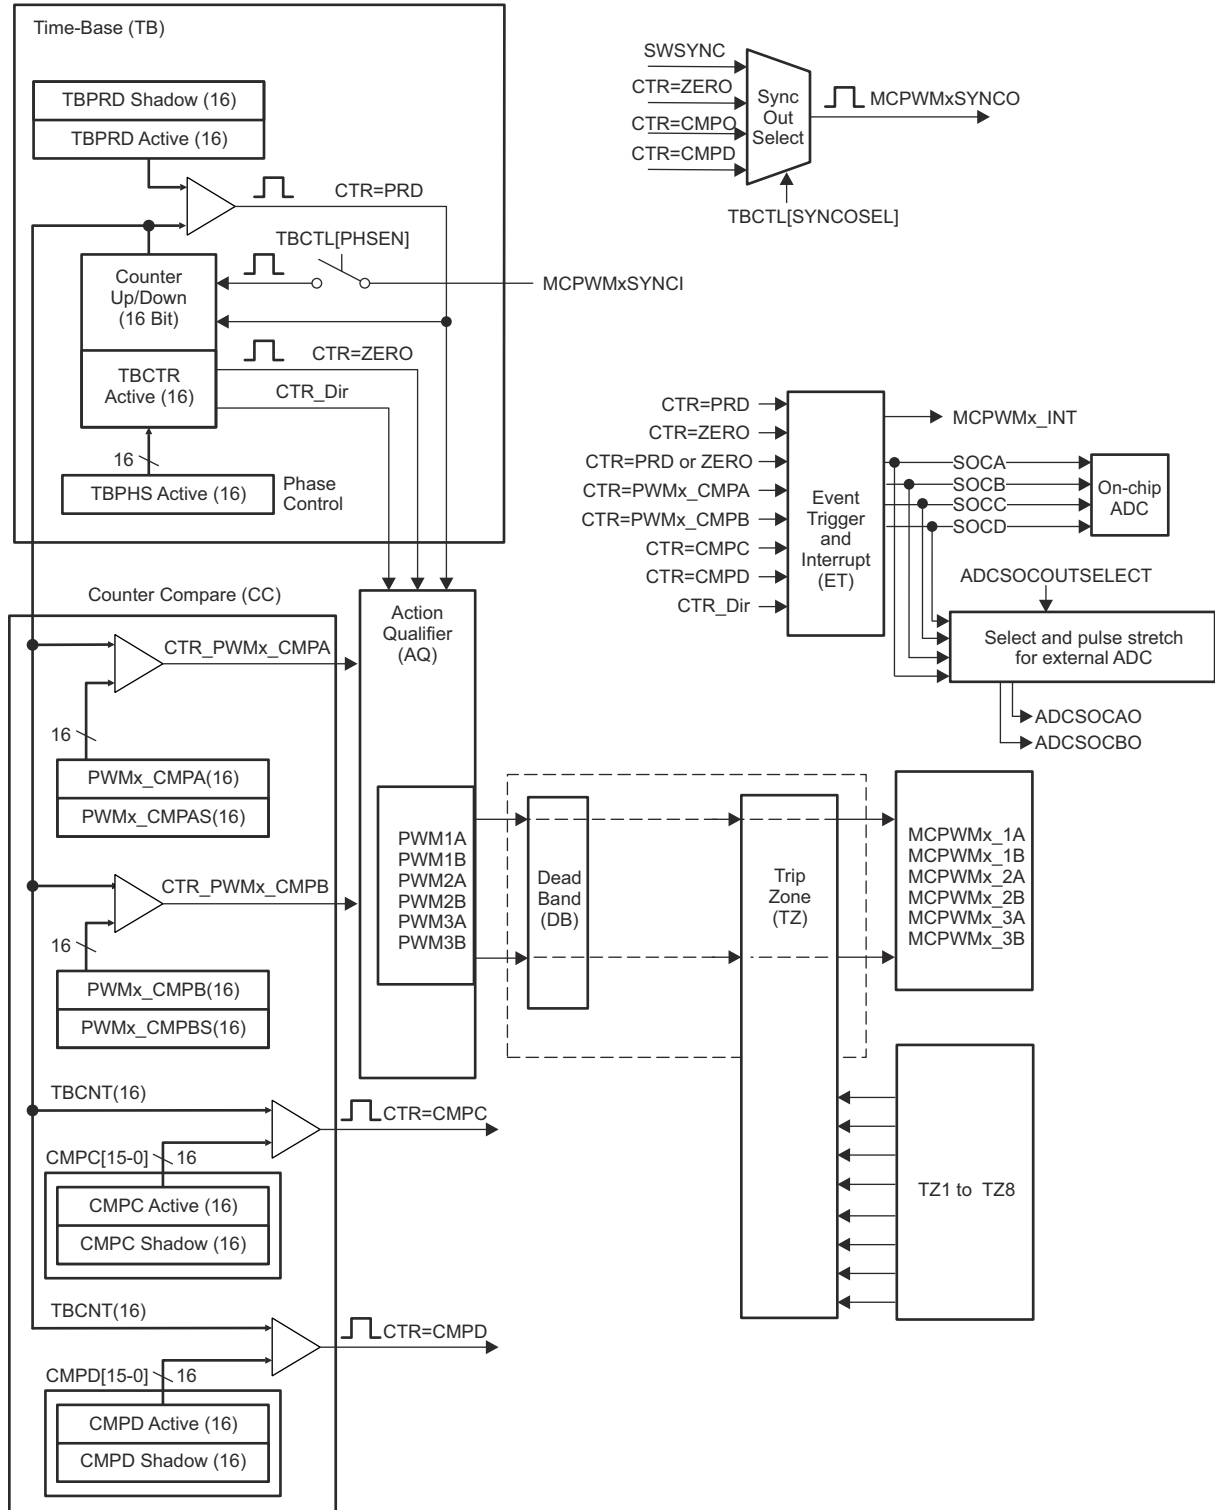 Time-Base (TB)
TBPRD Shadow (16)
TBPRD Active (16)
CTR=PRD
TBCTL[PHSEN]
Counter
Up/Down
(16 Bit)
MCPWMxSYNCI
CTR=ZERO
TBCTR
Active (16)
CTR_Dir
16
TBPHS Active (16)
Phase
Control
SWSYNC
CTR=ZERO
CTR=CMPO
CTR=CMPD
Sync
Out
Select
MCPWMxSYNCO
TBCTL[SYNCOSEL]
CTR=PRD
CTR=ZERO
CTR=PRD or ZERO
CTR=PWMx_CMPA
CTR=PWMx_CMPB
CTR=CMPC
CTR=CMPD
CTR_Dir
Event
Trigger
and
Interrupt
(ET)
MCPWMx_INT
SOCA
SOCB
SOCC
SOCD
On-chip
ADC
ADCSOCOUTSELECT
Select and pulse stretch
for external ADC
ADCSOCAO
ADCSOCBO
Counter Compare (CC)
CTR_PWMx_CMPA
16
PWMx_CMPA(16)
PWMx_CMPAS(16)
CTR_PWMx_CMPB
16
PWMx_CMPB(16)
PWMx_CMPBS(16)
TBCNT(16)
CTR=CMPC
CMPC[15-0]
16
CMPC Active (16)
CMPC Shadow (16)
TBCNT(16)
CTR=CMPD
CMPD[15-0]
16
CMPD Active (16)
CMPD Shadow (16)
Action
Qualifier
(AQ)
PWM1A
PWM1B
PWM2A
PWM2B
PWM3A
PWM3B
Dead
Band
(DB)
Trip
Zone
(TZ)
MCPWMx_1A
MCPWMx_1B
MCPWMx_2A
MCPWMx_2B
MCPWMx_3A
MCPWMx_3B
TZ1 to TZ8